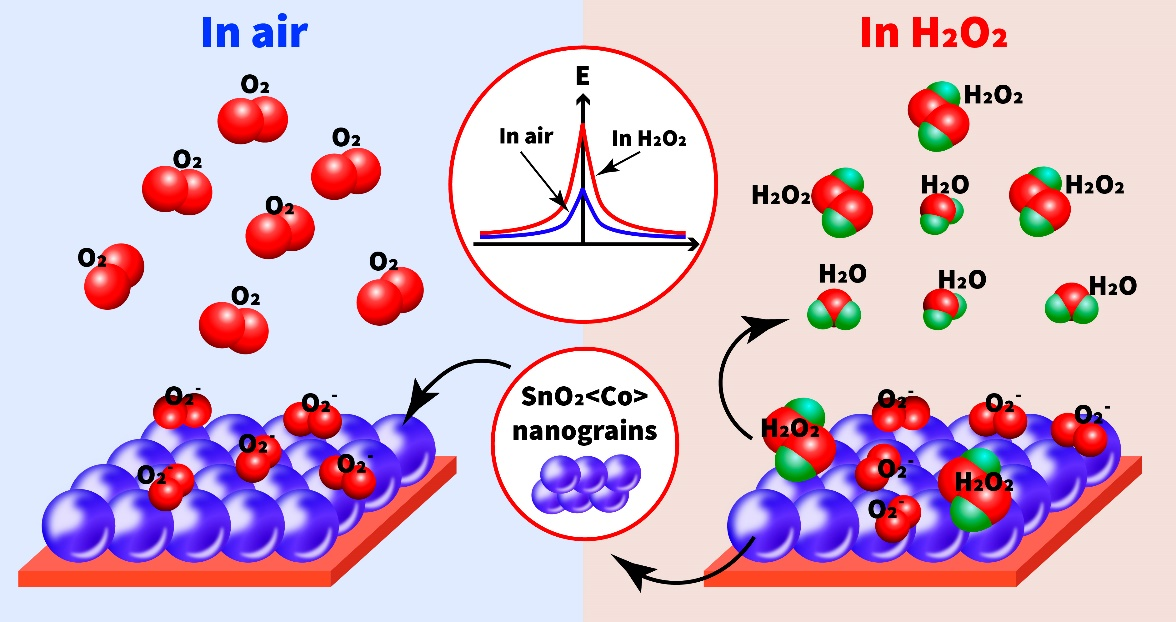 In air
O₂
O₂
O₂
O₂
O₂
O₂
O₂
O₂⁻
O₂⁻
O₂⁻
O₂⁻
O₂⁻
E
In air
In H₂O₂
SnO₂<Co>
nanograins
In H₂O₂
H₂O₂
H₂O₂
H₂O
H₂O₂
H₂O
H₂O
H₂O
O₂⁻
O₂⁻
O₂⁻
H₂O₂
O₂⁻
H₂O₂
O₂⁻